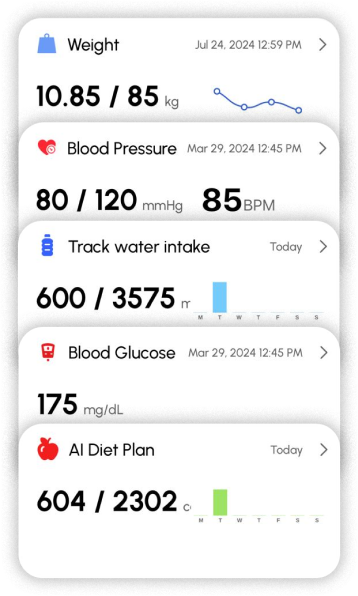 Weight Jul 24, 2024 12:59 PM
10.85 / 85 kg
Blood Pressure Mar 29, 2024 12:45 PM
80 / 120 mmHg 85 BPM
Track water intake Today
600 / 3575
M T W T F S S
Blood Glucose Mar 29, 2024 12:45 PM
175 mg/dL
AI Diet Plan Today
604 / 2302
M T W T F S S